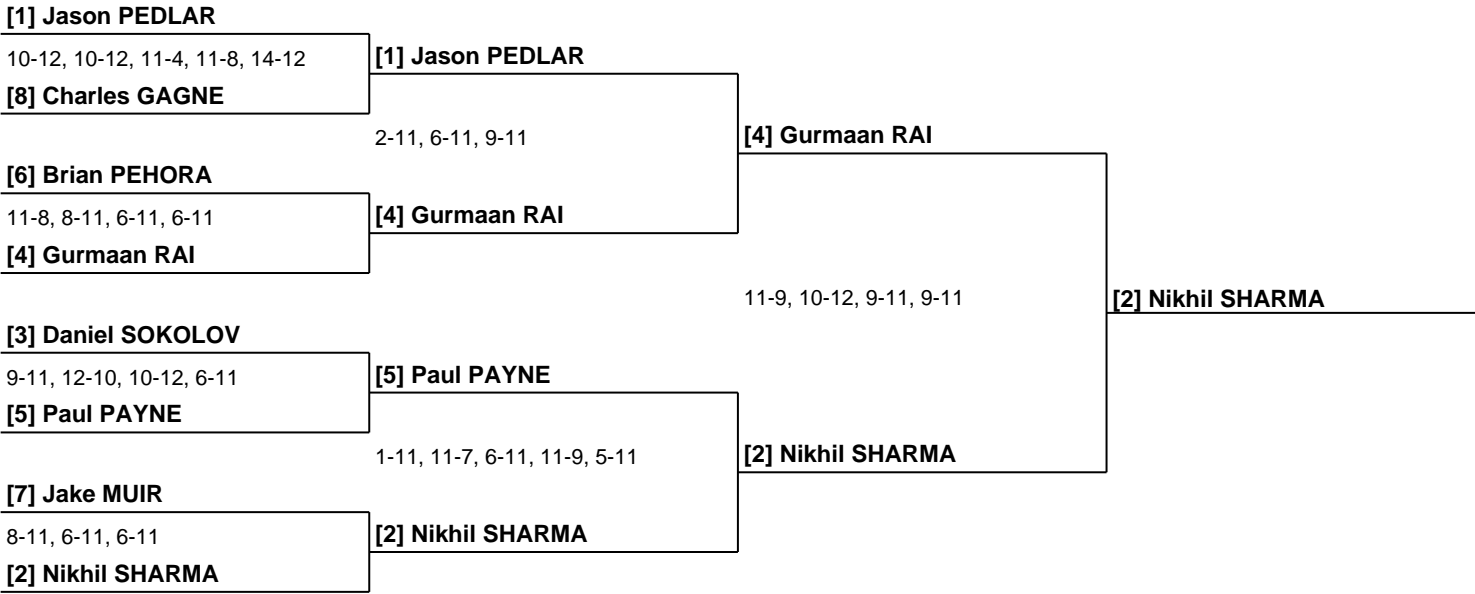 [1] Jason PEDLAR
10-12, 10-12, 11-4, 11-8, 14-12
[8] Charles GAGNE
[6] Brian PEHORA
11-8, 8-11, 6-11, 6-11
[4] Gurmaan RAI
[3] Daniel SOKOLOV
9-11, 12-10, 10-12, 6-11
[5] Paul PAYNE
[7] Jake MUIR
8-11, 6-11, 6-11
[2] Nikhil SHARMA
[1] Jason PEDLAR
2-11, 6-11, 9-11
[4] Gurmaan RAI
[5] Paul PAYNE
1-11, 11-7, 6-11, 11-9, 5-11
[2] Nikhil SHARMA
[4] Gurmaan RAI
11-9, 10-12, 9-11, 9-11
[2] Nikhil SHARMA
[2] Nikhil SHARMA